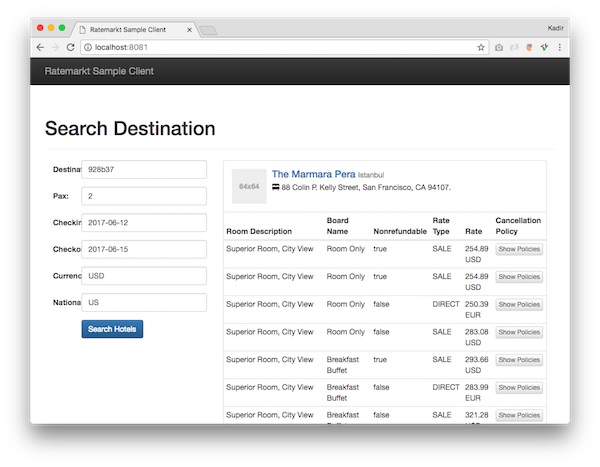 Ratemarkt Sample Client
Kadir
localhost:8081
Ratemarkt Sample Client
Search Destination
Destinat
928b37
Pax:
2
Checkin
2017-06-12
Checko
2017-06-15
Currenc
USD
Nationa
US
Search Hotels
64x64
The Marmara Pera Istanbul
88 Colin P. Kelly Street, San Francisco, CA 94107.
Room Description Board Name Nonrefundable Rate Type Rate Cancellation Policy
Superior Room, City View Room Only true SALE 254.89 USD Show Policies
Superior Room, City View Room Only true SALE 254.89 USD Show Policies
Superior Room, City View Room Only false DIRECT 250.39 EUR Show Policies
Superior Room, City View Room Only false SALE 283.08 USD Show Policies
Superior Room, City View Breakfast Buffet true SALE 293.66 USD Show Policies
Superior Room, City View Breakfast Buffet false DIRECT 283.99 EUR Show Policies
Superior Room, City View Breakfast false SALE 321.28 Show Policies